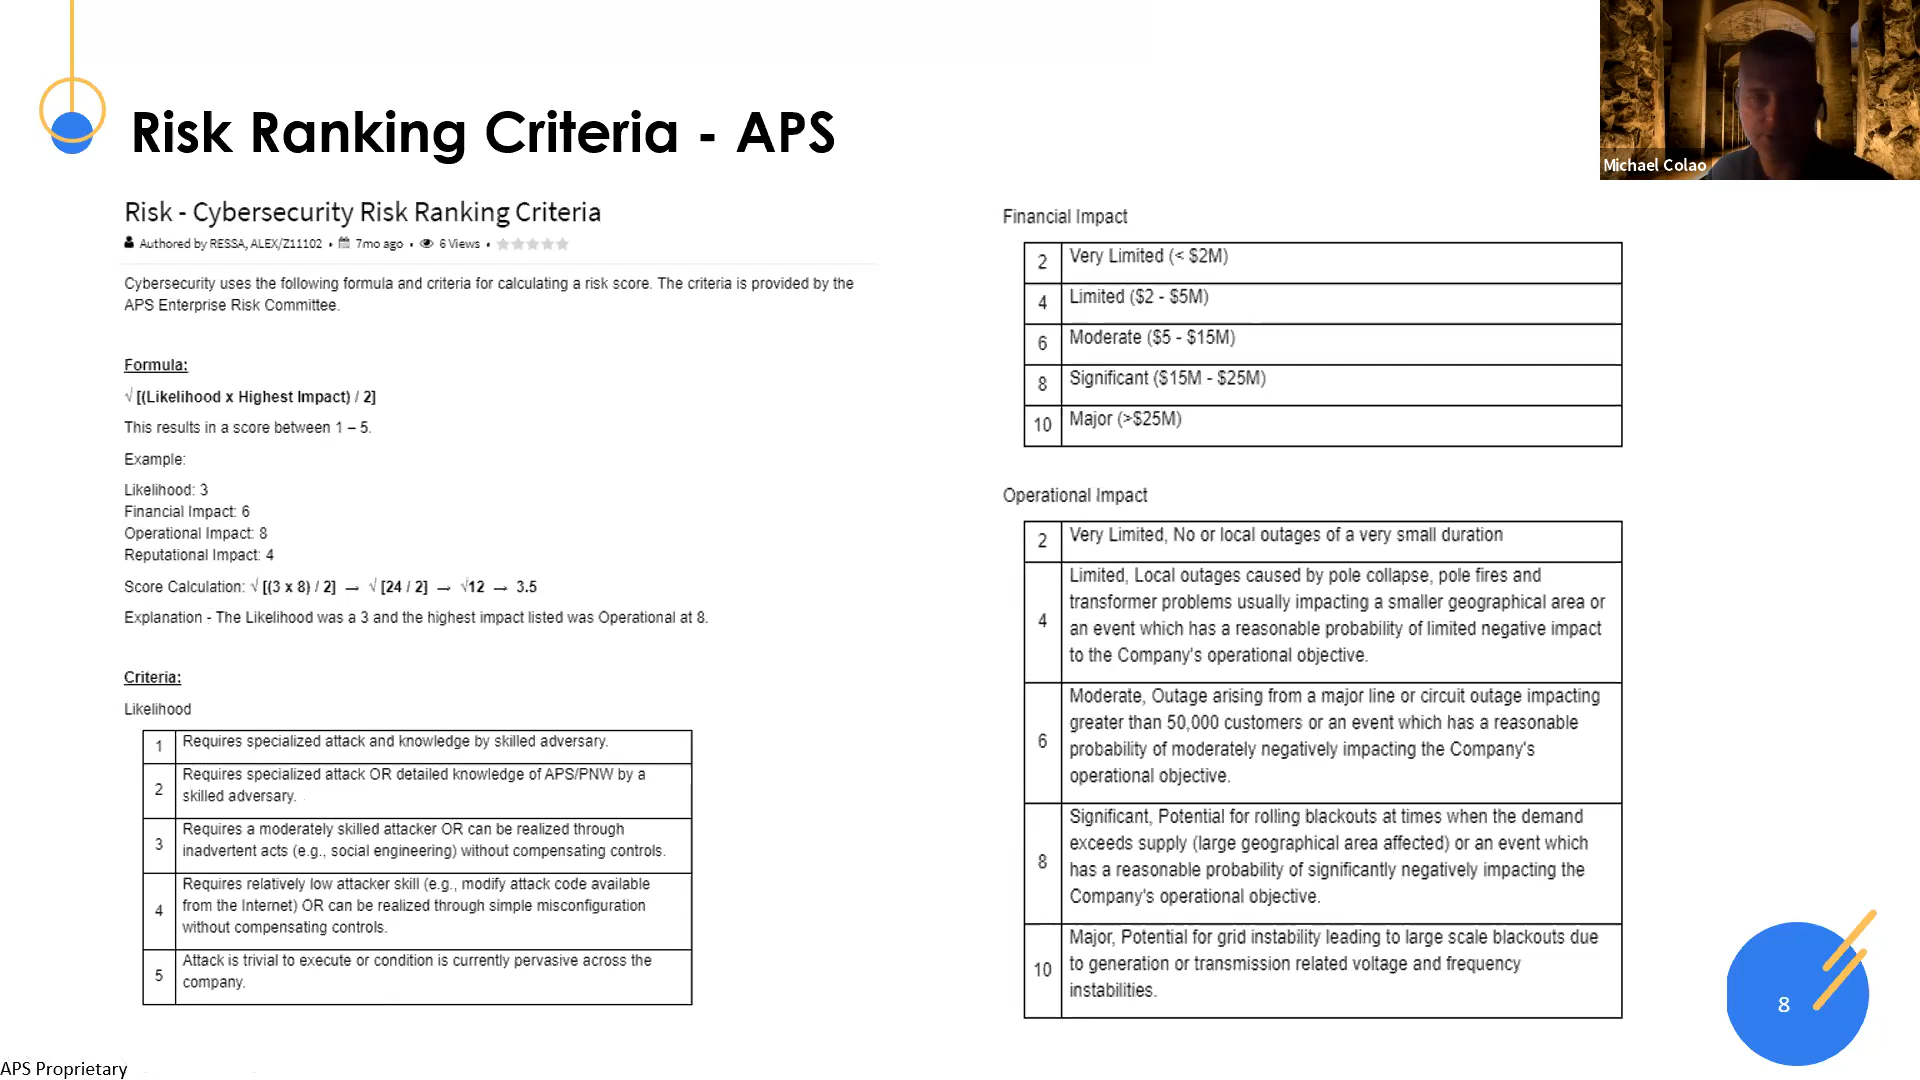 Risk Ranking Criteria - APS
Michael Colao
Risk - Cybersecurity Risk Ranking Criteria
Authored by RESSA, ALEX/Z11102 • 7mo ago • 6 Views •
Cybersecurity uses the following formula and criteria for calculating a risk score. The criteria is provided by the
APS Enterprise Risk Committee.
Formula:
√ [(Likelihood x Highest Impact) / 2]
This results in a score between 1 – 5.
Example:
Likelihood: 3
Financial Impact: 6
Operational Impact: 8
Reputational Impact: 4
Score Calculation: √ [(3 x 8) / 2] → √ [24 / 2] → √12 → 3.5
Explanation - The Likelihood was a 3 and the highest impact listed was Operational at 8.
Criteria:
Likelihood
1 Requires specialized attack and knowledge by skilled adversary.
2 Requires specialized attack OR detailed knowledge of APS/PNW by a
skilled adversary.
3 Requires a moderately skilled attacker OR can be realized through
inadvertent acts (e.g., social engineering) without compensating controls.
4 Requires relatively low attacker skill (e.g., modify attack code available
from the Internet) OR can be realized through simple misconfiguration
without compensating controls.
5 Attack is trivial to execute or condition is currently pervasive across the
company.
Financial Impact
2 Very Limited (< $2M)
4 Limited ($2 - $5M)
6 Moderate ($5 - $15M)
8 Significant ($15M - $25M)
10 Major (>$25M)
Operational Impact
2 Very Limited, No or local outages of a very small duration
4 Limited, Local outages caused by pole collapse, pole fires and
transformer problems usually impacting a smaller geographical area or
an event which has a reasonable probability of limited negative impact
to the Company's operational objective.
6 Moderate, Outage arising from a major line or circuit outage impacting
greater than 50,000 customers or an event which has a reasonable
probability of moderately negatively impacting the Company's
operational objective.
8 Significant, Potential for rolling blackouts at times when the demand
exceeds supply (large geographical area affected) or an event which
has a reasonable probability of significantly negatively impacting the
Company's operational objective.
10 Major, Potential for grid instability leading to large scale blackouts due
to generation or transmission related voltage and frequency
instabilities.
8
APS Proprietary